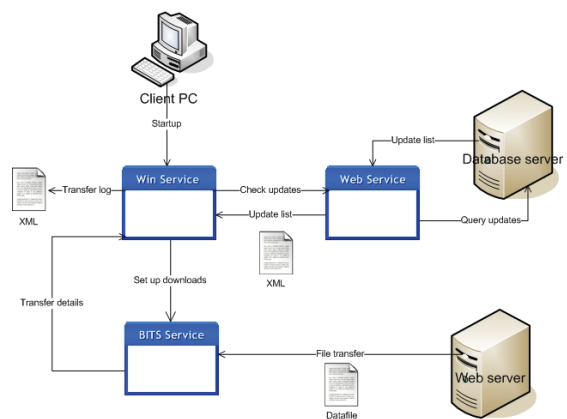 Client PC
Startup
Update list
Database server
Win Service
Web Service
Transfer log
Check updates
XML
Update list
Query updates
XML
Set up downloads
Transfer details
BITS Service
File transfer
Web server
Datafile